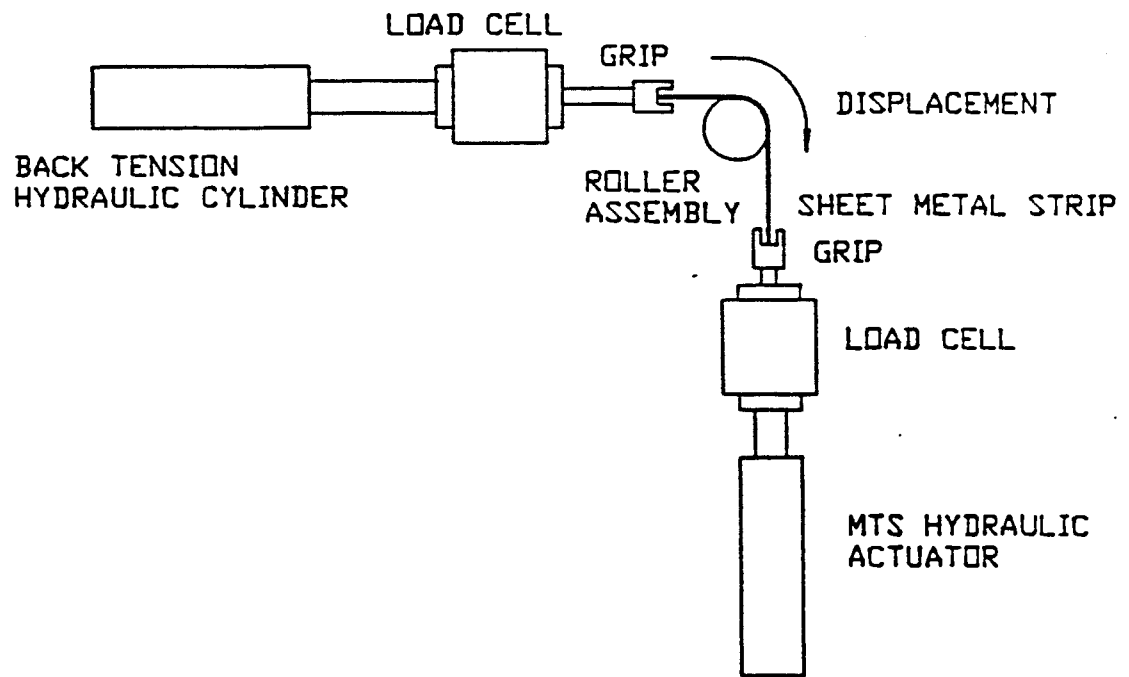 LOAD CELL
GRIP
DISPLACEMENT
BACK TENSION
HYDRAULIC CYLINDER
ROLLER
ASSEMBLY
SHEET METAL STRIP
GRIP
LOAD CELL
MTS HYDRAULIC
ACTUATOR